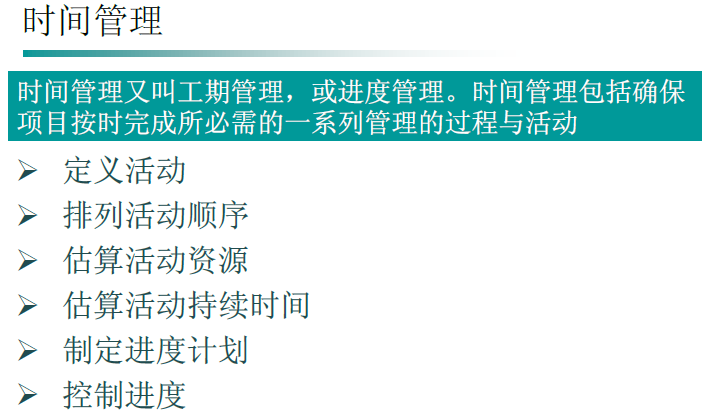 时间管理
时间管理又叫工期管理，或进度管理。时间管理包括确保
项目按时完成所必需的一系列管理的过程与活动
定义活动
排列活动顺序
估算活动资源
估算活动持续时间
制定进度计划
控制进度